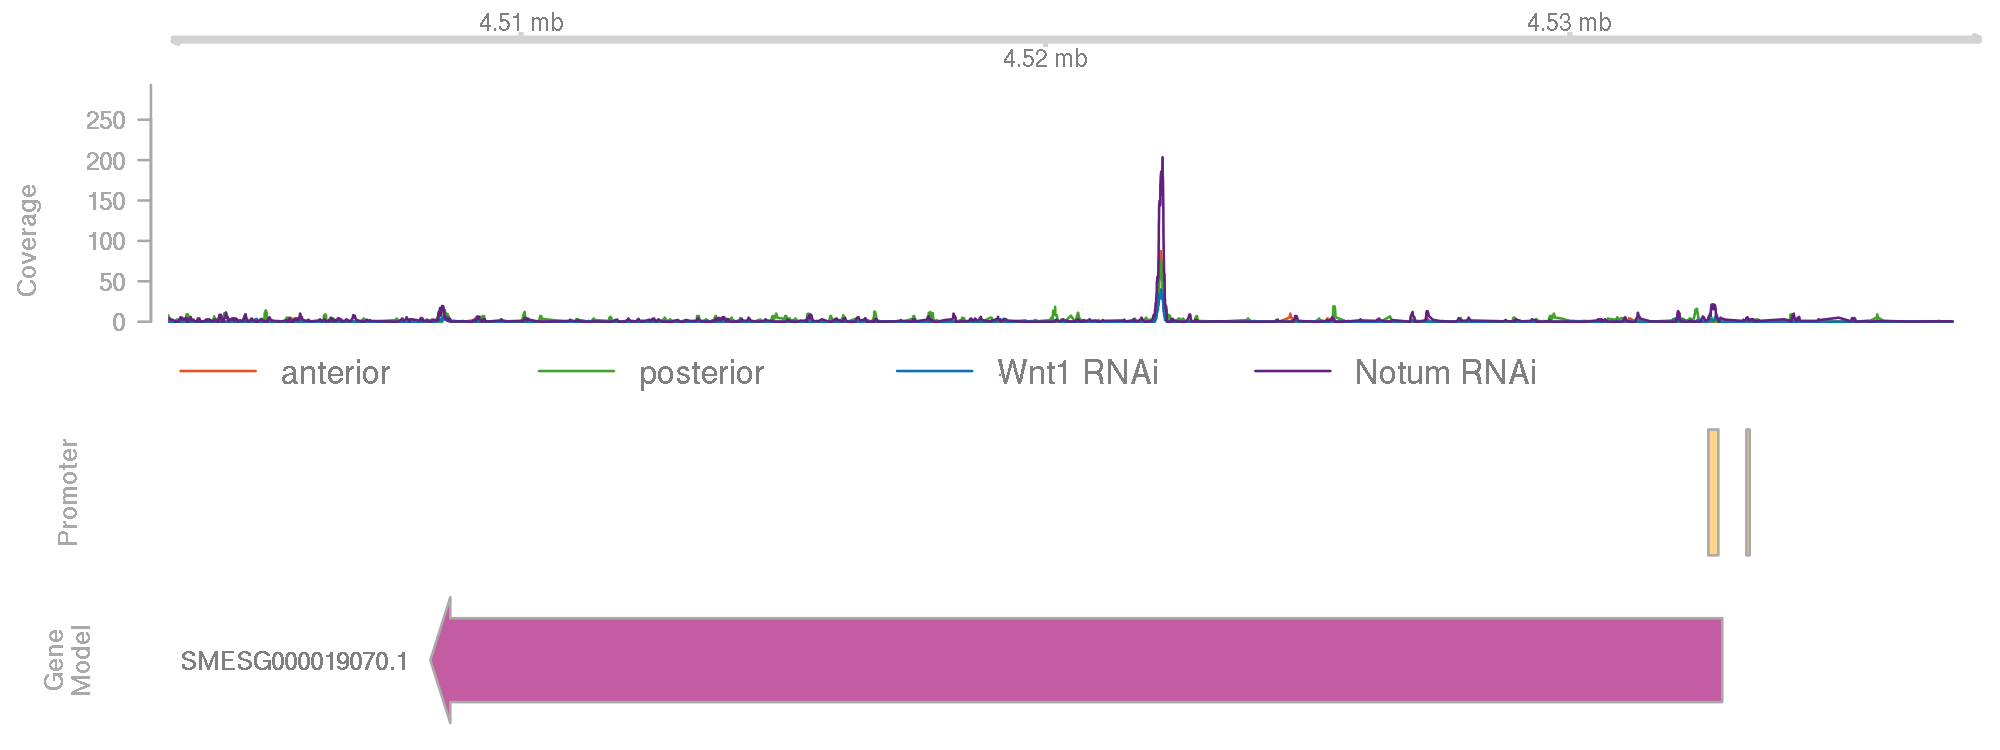 4.51 mb
4.53 mb
4.52 mb
250
200
150
100
50
0
Coverage
anterior posterior Wnt1 RNAi Notum RNAi
Promoter
Gene
Model
SMESG000019070.1